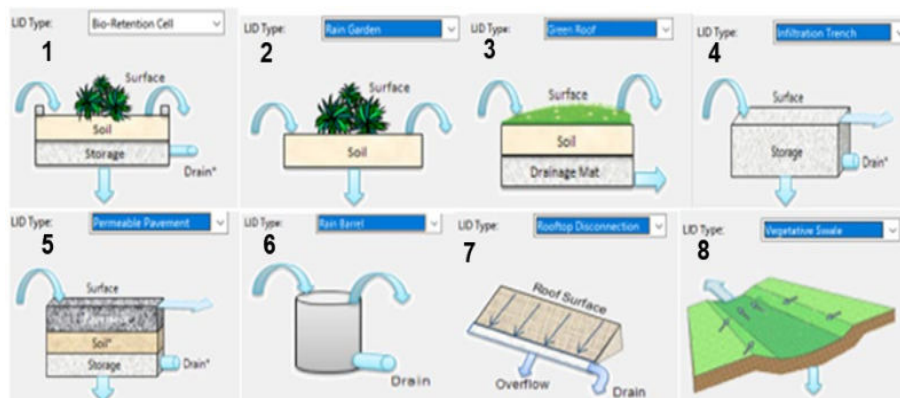 LID Type: Bio-Retention Cell
1
Surface
Soil
Storage
Drain*
LID Type: Rain Garden
2
Surface
Soil
LID Type: Green Roof
3
Surface
Soil
Drainage Mat
LID Type: Infiltration Trench
4
Surface
Storage
Drain*
LID Type: Permeable Pavement
5
Surface
Soil*
Storage
Drain*
LID Type: Rain Barrel
6
Drain
LID Type: Rooftop Disconnection
7
Roof Surface
Overflow
Drain
LID Type: Vegetative Swale
8